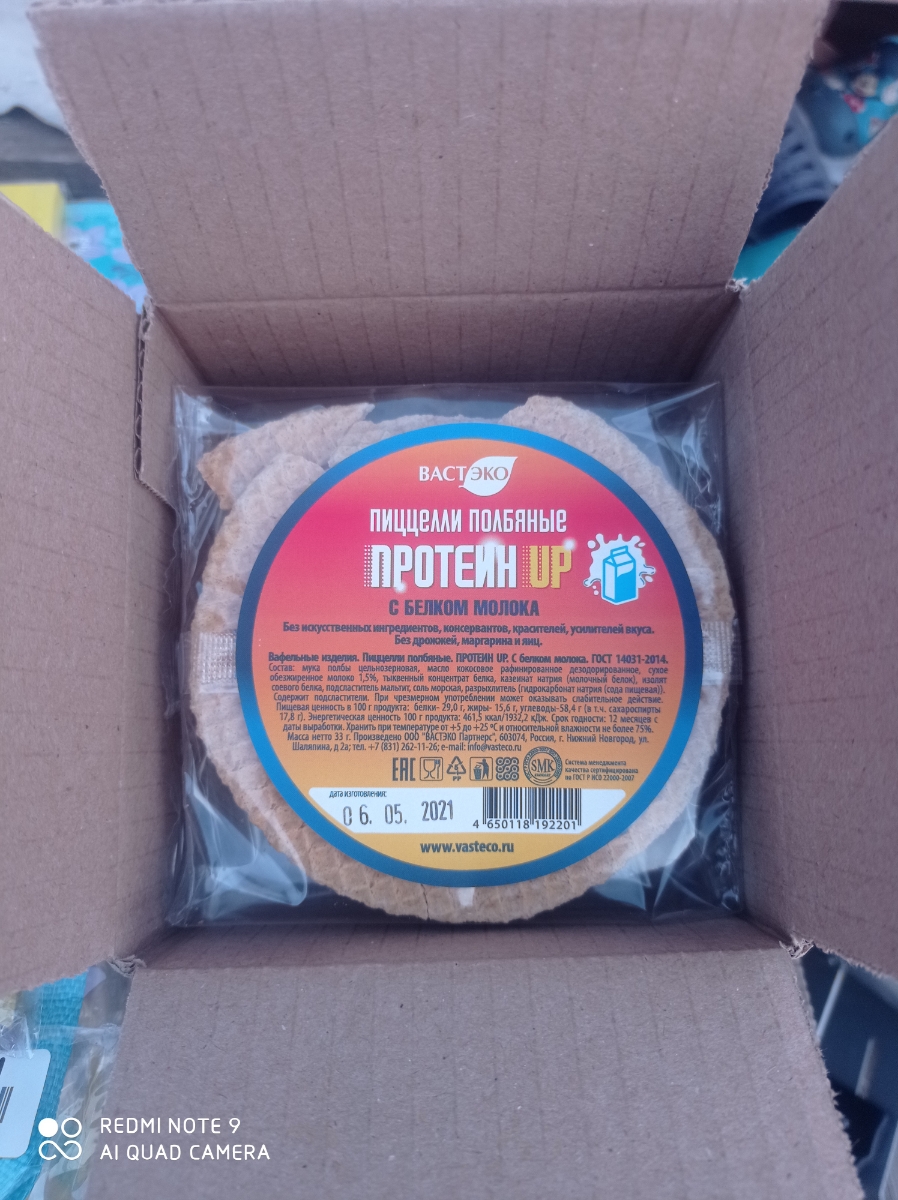 ВАСТЭКО
ПИЦЦЕЛЛИ ПОЛБЯНЫЕ
ПРОТЕИН UP
С БЕЛКОМ МОЛОКА
Без искусственных ингредиентов, консервантов, красителей, усилителей вкуса.
Без дрожжей, маргарина и яиц.
Вафельные изделия. Пиццелли полбяные. ПРОТЕИН UP. С белком молока. ГОСТ 14031-2014.
Состав: мука полбы цельнозерновая, масло кокосовое рафинированное дезодорированное, сухое
обезжиренное молоко 1,5%, тыквенный концентрат белка, казеинат натрия (молочный белок), изолят
соевого белка, подсластитель мальтит, соль морская, разрыхлитель (гидрокарбонат натрия (сода пищевая)).
Содержит подсластители. При чрезмерном употреблении может оказывать слабительное действие.
Пищевая ценность в 100 г продукта: белки- 29,0 г, жиры- 15,6 г, углеводы-58,4 г (в т.ч. сахароспирты
17,8 г). Энергетическая ценность 100 г продукта: 461,5 ккал/1932,2 кДж. Срок годности: 12 месяцев с
даты выработки. Хранить при температуре от +5 до +25 °С и относительной влажности не более 75%.
Масса нетто 33 г. Произведено ООО "ВАСТЭКО Партнерс", 603074, Россия, г. Нижний Новгород, ул.
Шаляпина, д 2а; тел. +7 (831) 262-11-26; e-mail: info@vasteco.ru
ЕАС
5
PP
SMK
Система менеджмента
качества сертифицирована
по ГОСТ Р ИСО 22000-2007
дата изготовления:
06. 05. 2021
4 650118 192201
www.vasteco.ru
REDMI NOTE 9
AI QUAD CAMERA